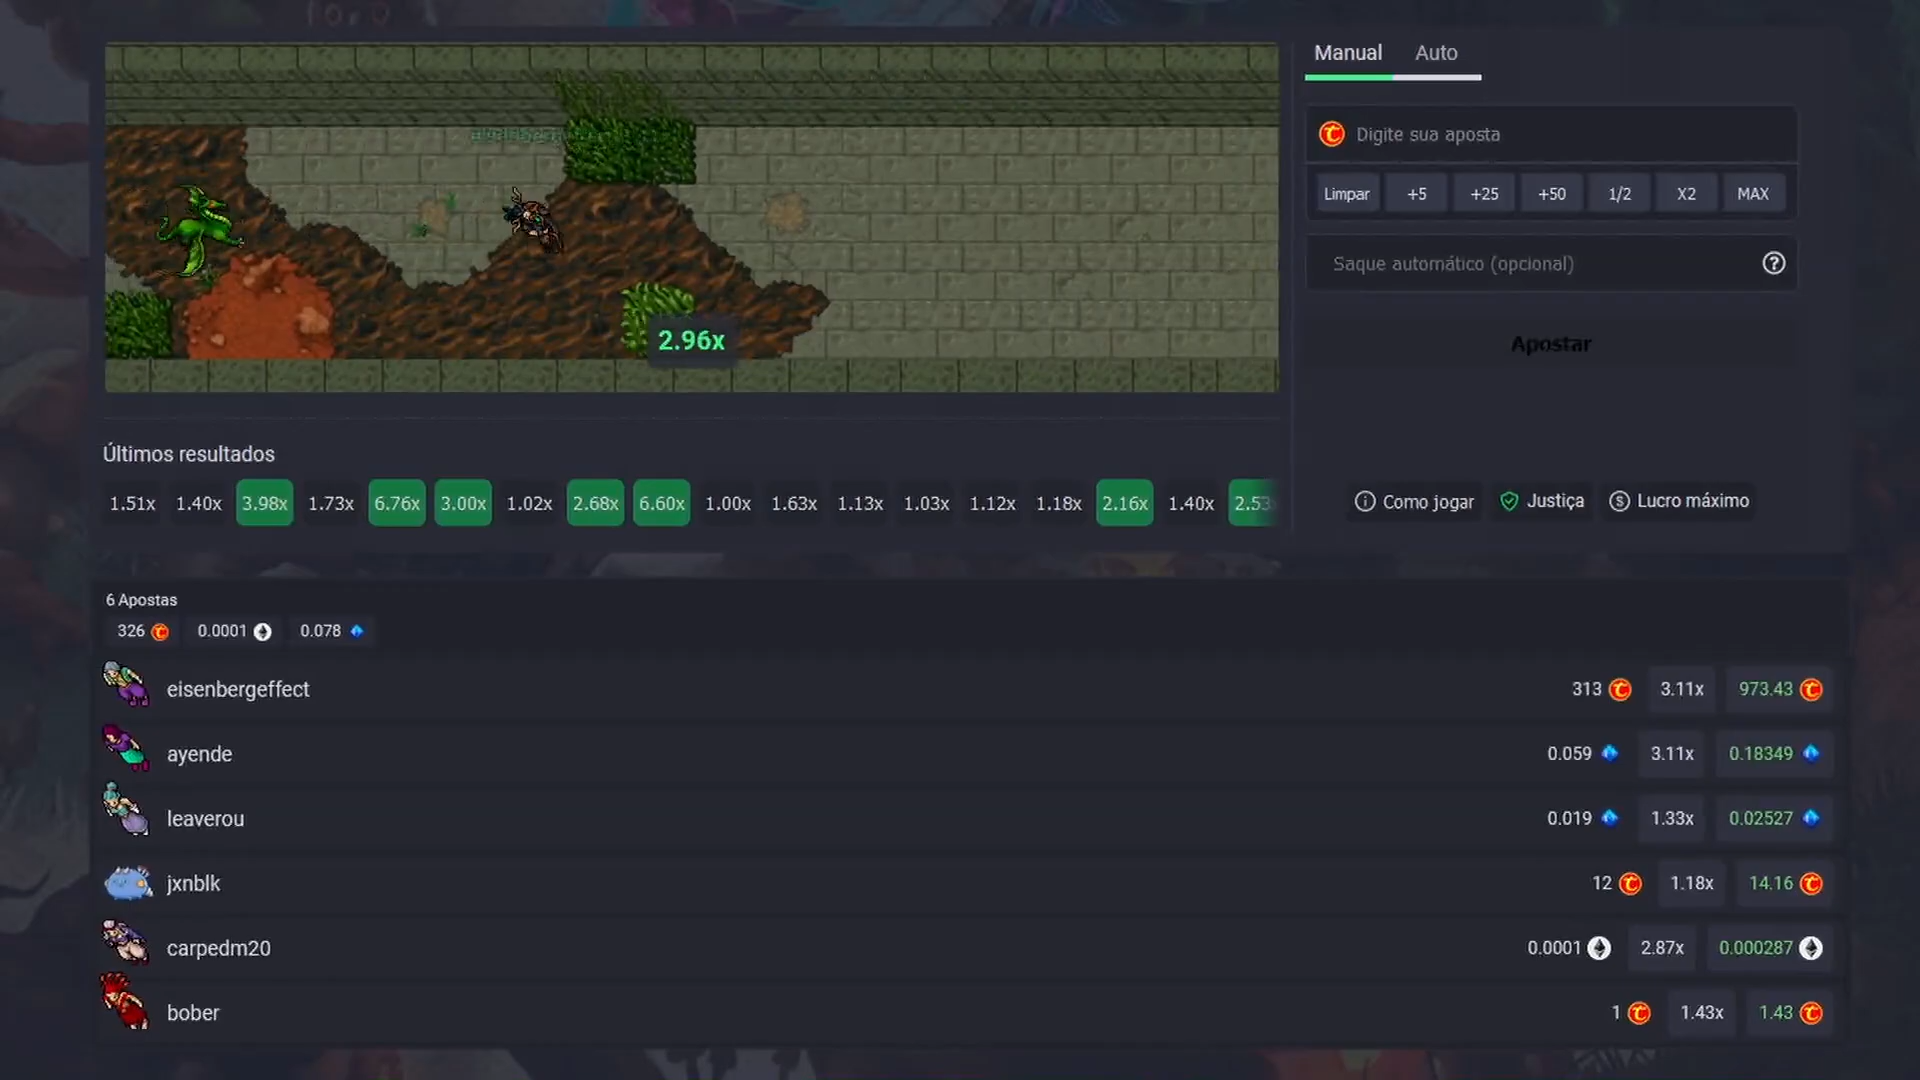 Manual Auto
Digite sua aposta
Limpar +5 +25 +50 1/2 X2 MAX
Saque automático (opcional)
2.96x
Apostar
Últimos resultados
1.51x 1.40x 3.98x 1.73x 6.76x 3.00x 1.02x 2.68x 6.60x 1.00x 1.63x 1.13x 1.03x 1.12x 1.18x 2.16x 1.40x 2.53
Como jogar Justiça Lucro máximo
6 Apostas
326 0.0001 0.078
eisenbergeffect 313 3.11x 973.43
ayende 0.059 3.11x 0.18349
leaverou 0.019 1.33x 0.02527
jxnblk 12 1.18x 14.16
carpedm20 0.0001 2.87x 0.000287
bober 1 1.43x 1.43